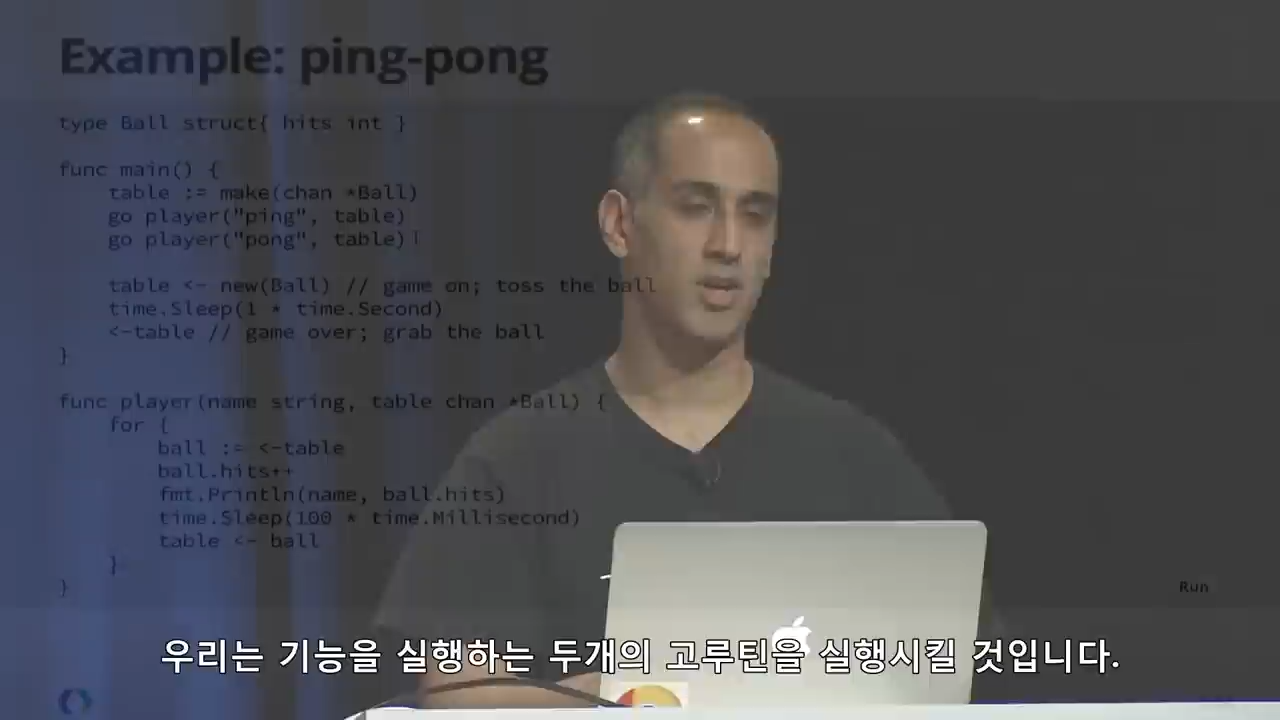 Example: ping-pong
type Ball struct{ hits int }
func main() {
    table := make(chan *Ball)
    go player("ping", table)
    go player("pong", table)
    table <- new(Ball) // game on; toss the ball
    time.Sleep(1 * time.Second)
    <-table // game over; grab the ball
}
func player(name string, table chan *Ball) {
    for {
        ball := <-table
        ball.hits++
        fmt.Println(name, ball.hits)
        time.Sleep(100 * time.Millisecond)
        table <- ball
    }
}
Run
우리는 기능을 실행하는 두개의 고루틴을 실행시킬 것입니다.